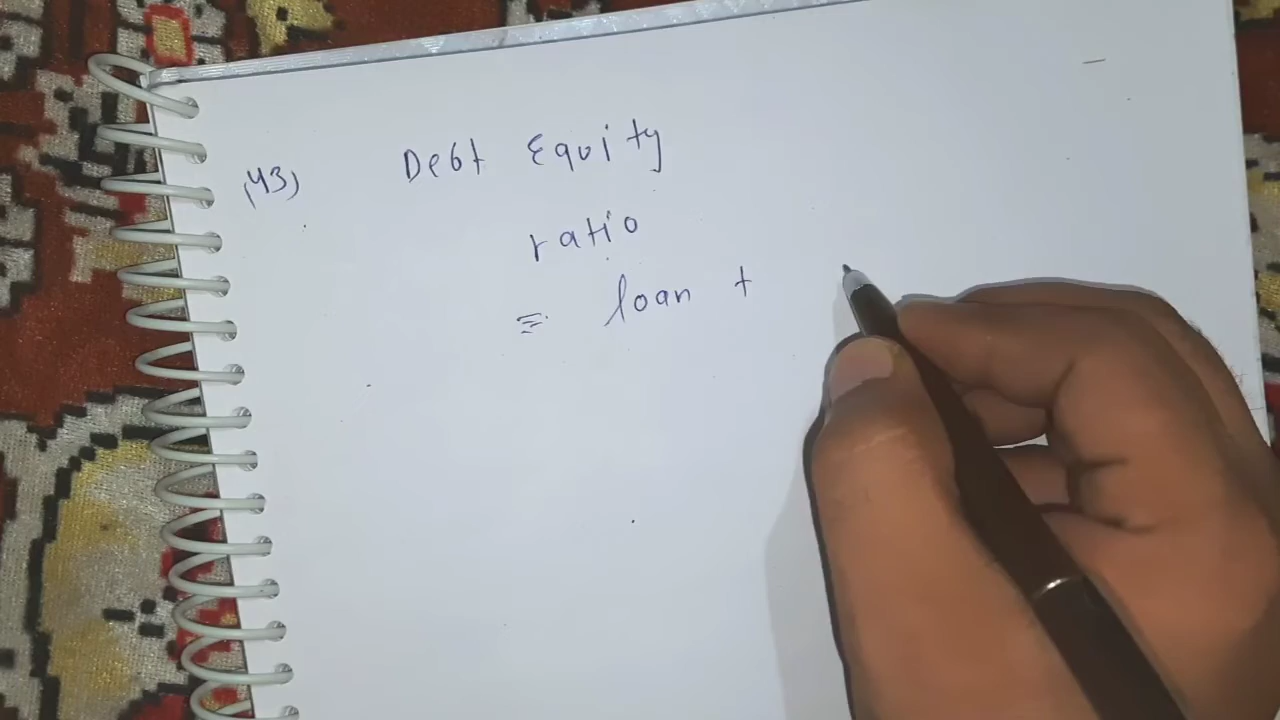 (43) Debt Equity
ratio
= loan +